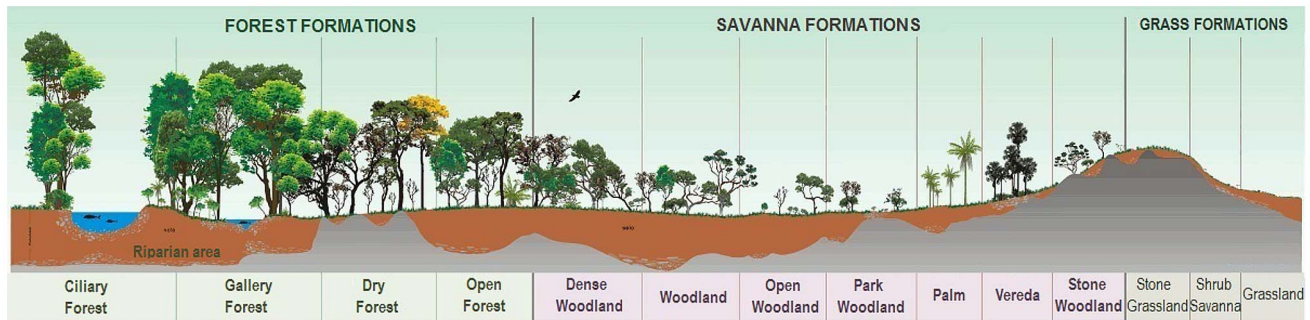 FOREST FORMATIONS
SAVANNA FORMATIONS
GRASS FORMATIONS
Riparian area
Ciliary
Forest
Gallery
Forest
Dry
Forest
Open
Forest
Dense
Woodland
Woodland
Open
Woodland
Park
Woodland
Palm
Vereda
Stone
Woodland
Stone
Grassland
Shrub
Savanna
Grassland